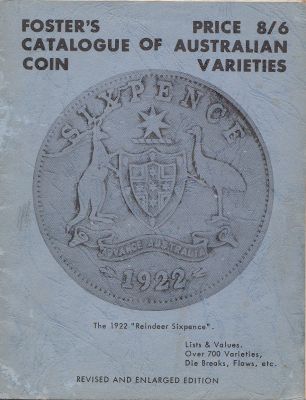 FOSTER'S PRICE 8/6
CATALOGUE OF AUSTRALIAN
COIN VARIETIES
SIXPENCE
ADVANCE AUSTRALIA
1922
The 1922 "Reindeer Sixpence".
Lists & Values.
Over 700 Varieties,
Die Breaks, Flaws, etc.
REVISED AND ENLARGED EDITION